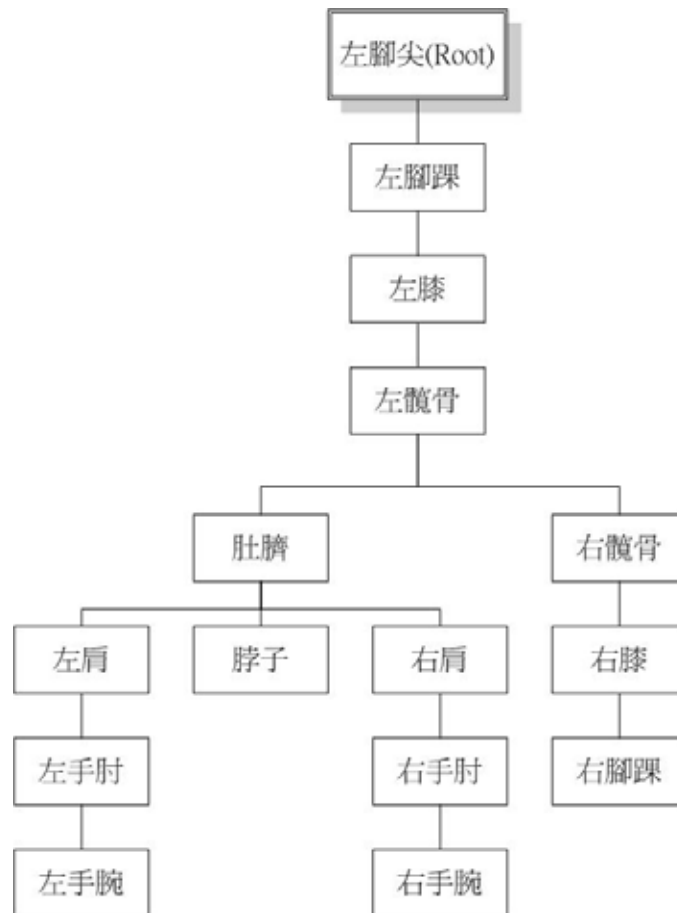 左腳尖(Root)
左腳踝
左膝
左髖骨
肚臍
右髖骨
左肩
脖子
右肩
右膝
左手肘
右手肘
右腳踝
左手腕
右手腕